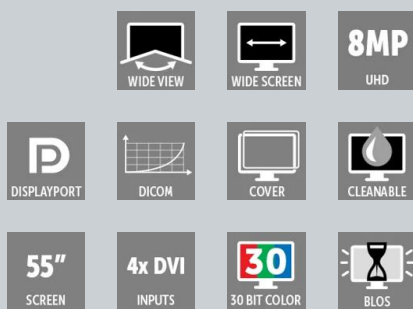 WIDE VIEW
WIDE SCREEN
8MP
UHD
DISPLAYPORT
DICOM
COVER
CLEANABLE
55"
SCREEN
4x DVI
INPUTS
30
30 BIT COLOR
BLOS